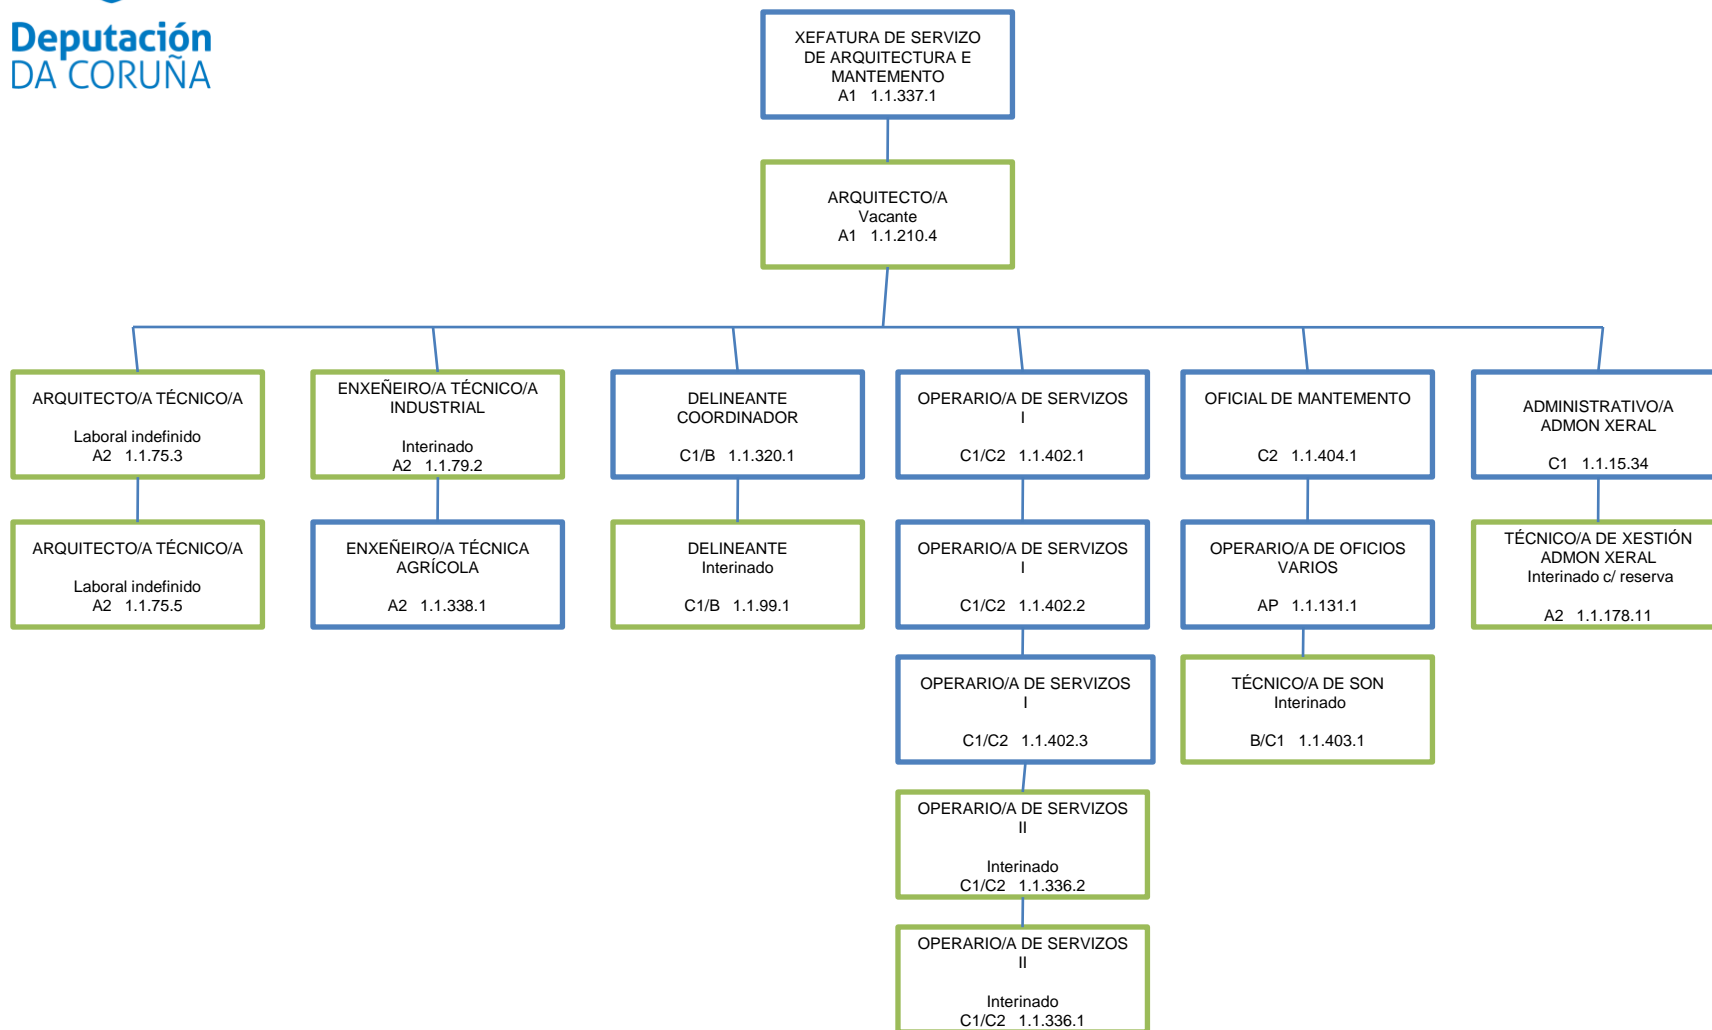 Deputación
DA CORUÑA
XEFATURA DE SERVIZO
DE ARQUITECTURA E
MANTEMENTO
A1 1.1.337.1
ARQUITECTO/A
Vacante
A1 1.1.210.4
ARQUITECTO/A TÉCNICO/A
Laboral indefinido
A2 1.1.75.3
ENXEÑEIRO/A TÉCNICO/A
INDUSTRIAL
Interinado
A2 1.1.79.2
DELINEANTE
COORDINADOR
C1/B 1.1.320.1
OPERARIO/A DE SERVIZOS
I
C1/C2 1.1.402.1
OFICIAL DE MANTEMENTO
C2 1.1.404.1
ADMINISTRATIVO/A
ADMON XERAL
C1 1.1.15.34
ARQUITECTO/A TÉCNICO/A
Laboral indefinido
A2 1.1.75.5
ENXEÑEIRO/A TÉCNICA
AGRÍCOLA
A2 1.1.338.1
DELINEANTE
Interinado
C1/B 1.1.99.1
OPERARIO/A DE SERVIZOS
I
C1/C2 1.1.402.2
OPERARIO/A DE OFICIOS
VARIOS
AP 1.1.131.1
TÉCNICO/A DE XESTIÓN
ADMON XERAL
Interinado c/ reserva
A2 1.1.178.11
OPERARIO/A DE SERVIZOS
I
C1/C2 1.1.402.3
TÉCNICO/A DE SON
Interinado
B/C1 1.1.403.1
OPERARIO/A DE SERVIZOS
II
Interinado
C1/C2 1.1.336.2
OPERARIO/A DE SERVIZOS
II
Interinado
C1/C2 1.1.336.1